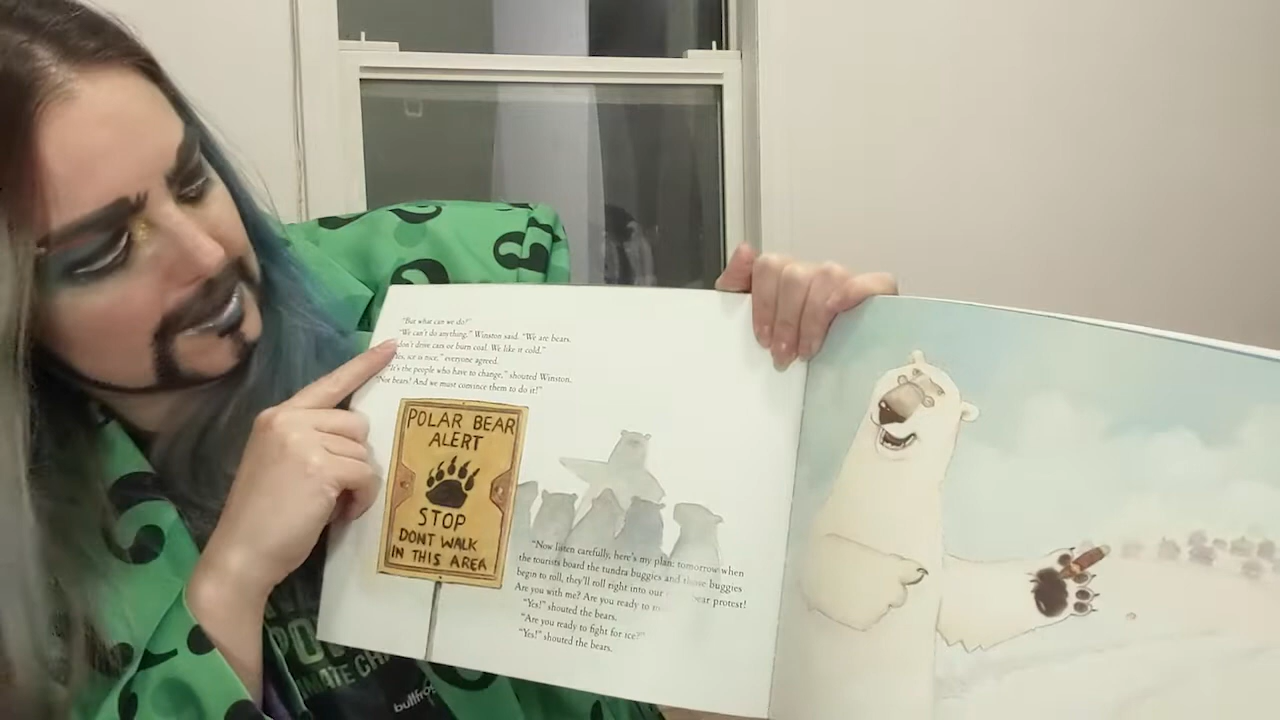 "But what can we do?"
"We can't do anything," Winston said. "We are bears.
don't drive cars or burn coal. We like it cold."
"Yes, ice is nice," everyone agreed.
"It's the people who have to change," shouted Winston.
"Not bears! And we must convince them to do it!"
POLAR BEAR
ALERT
STOP
DONT WALK
IN THIS AREA
"Now listen carefully, here's my plan: tomorrow when
the tourists board the tundra buggies and those buggies
begin to roll, they'll roll right into our bear protest!
Are you with me? Are you ready to
"Yes!" shouted the bears.
"Are you ready to fight for ice?"
"Yes!" shouted the bears.
bullfrog